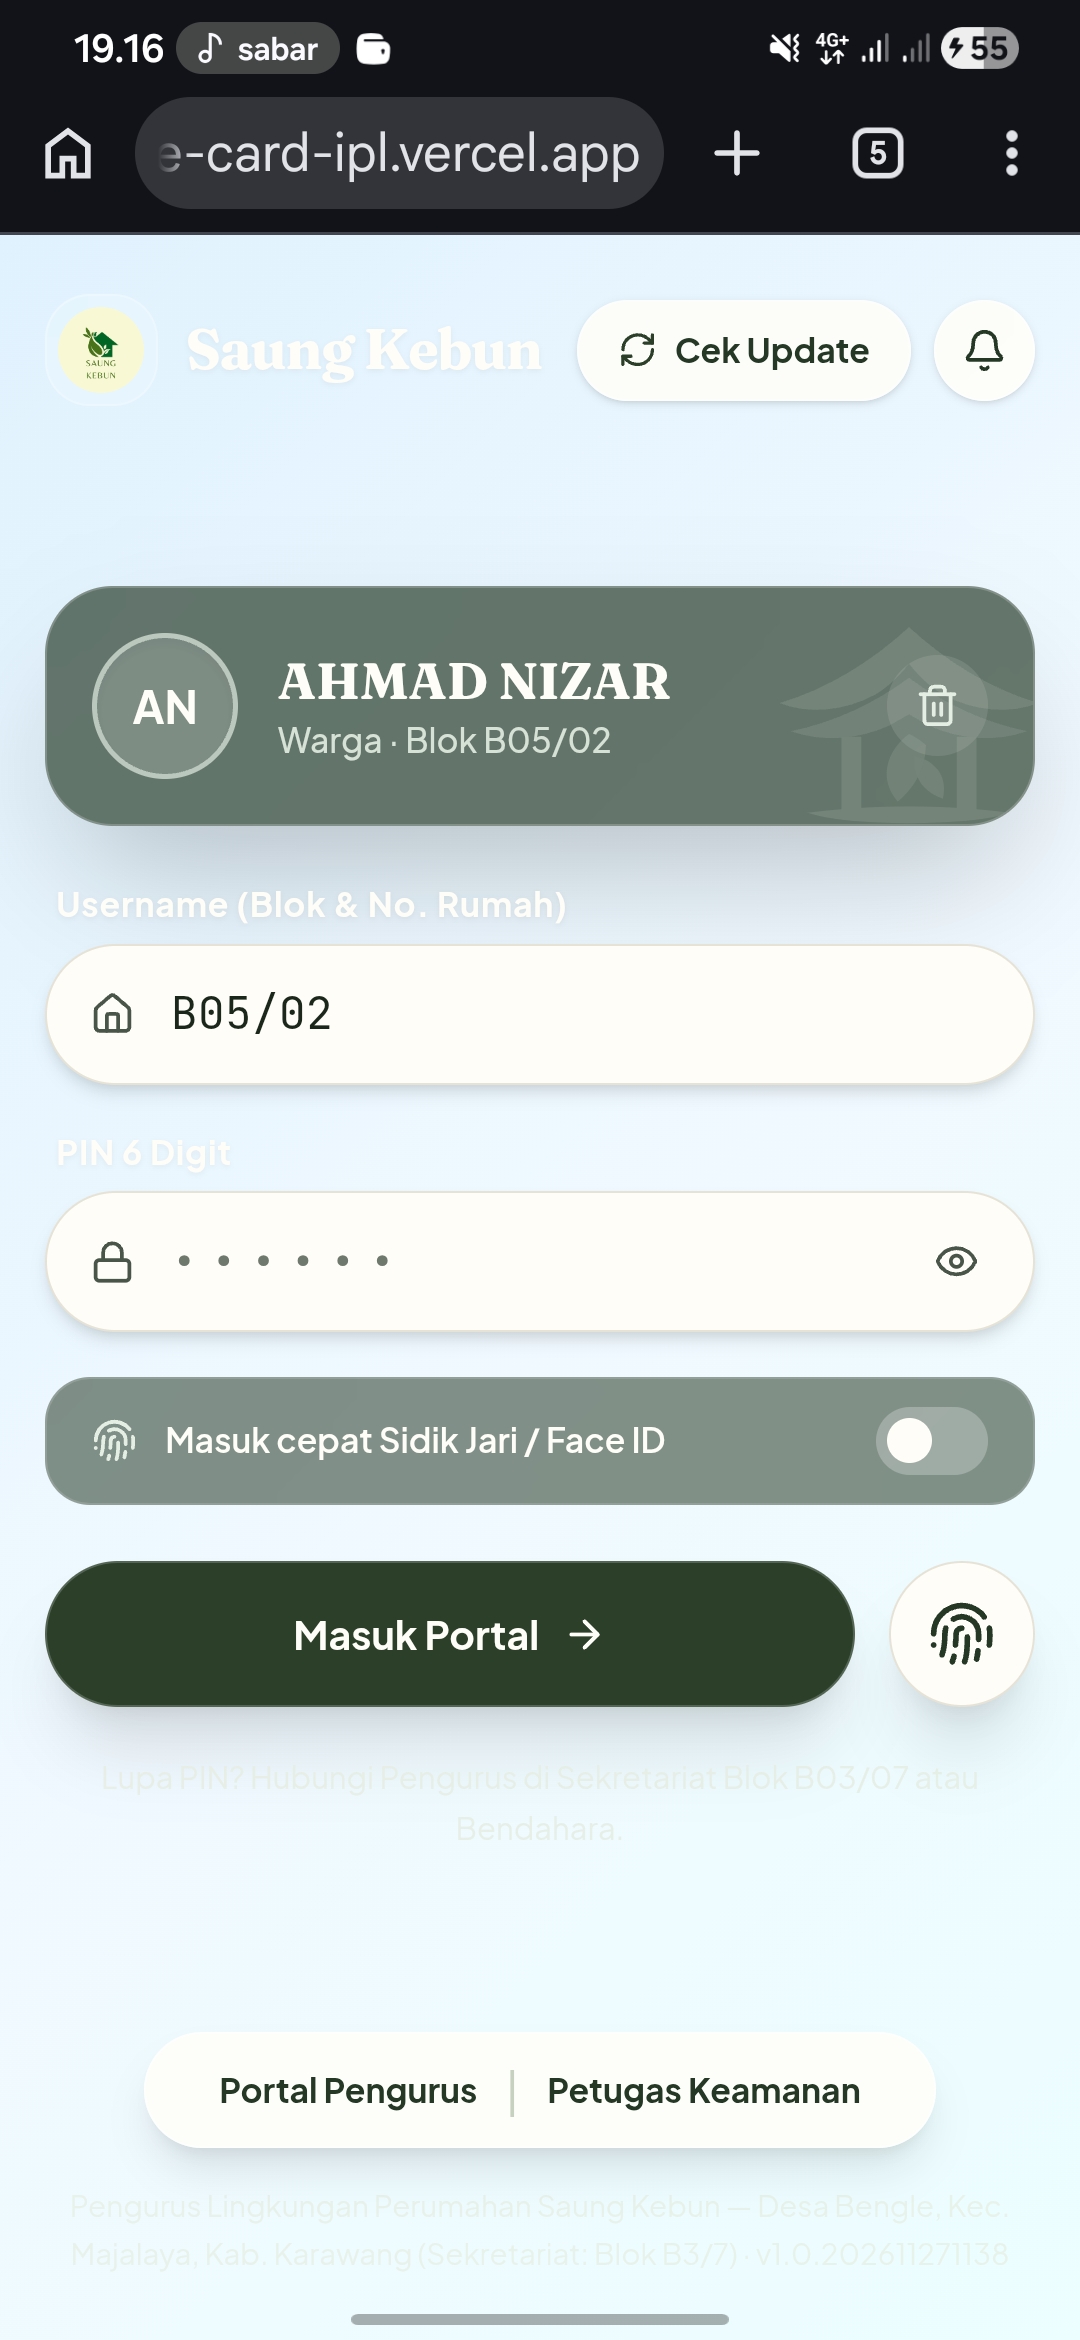 19.16 sabar 4G+ 55
e-card-ipl.vercel.app 5
SAUNG
KEBUN
Saung Kebun
Cek Update
AN
AHMAD NIZAR
Warga · Blok B05/02
Username (Blok & No. Rumah)
B05/02
PIN 6 Digit
Masuk cepat Sidik Jari / Face ID
Masuk Portal →
Lupa PIN? Hubungi Pengurus di Sekretariat Blok B03/07 atau
Bendahara.
Portal Pengurus | Petugas Keamanan
Pengurus Lingkungan Perumahan Saung Kebun — Desa Bengle, Kec.
Majalaya, Kab. Karawang (Sekretariat: Blok B3/7) · v1.0.202611271138